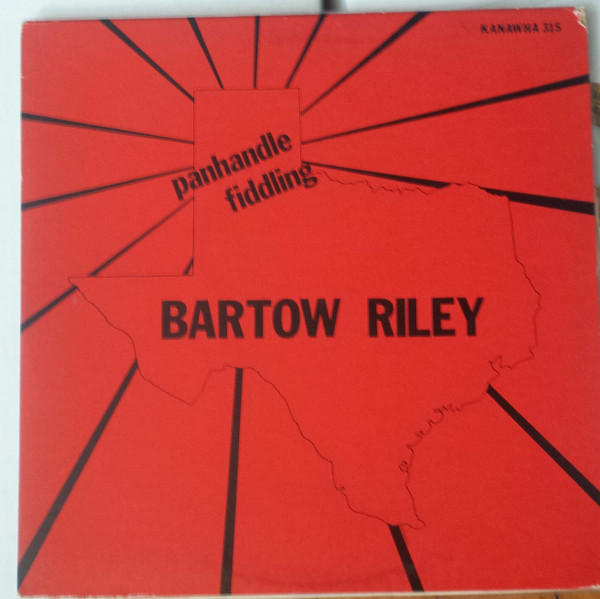 KANAWHA 315
panhandle
fiddling
BARTOW RILEY